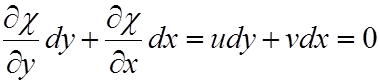 ∂χ/∂y dy + ∂χ/∂x dx = udy + vdx = 0